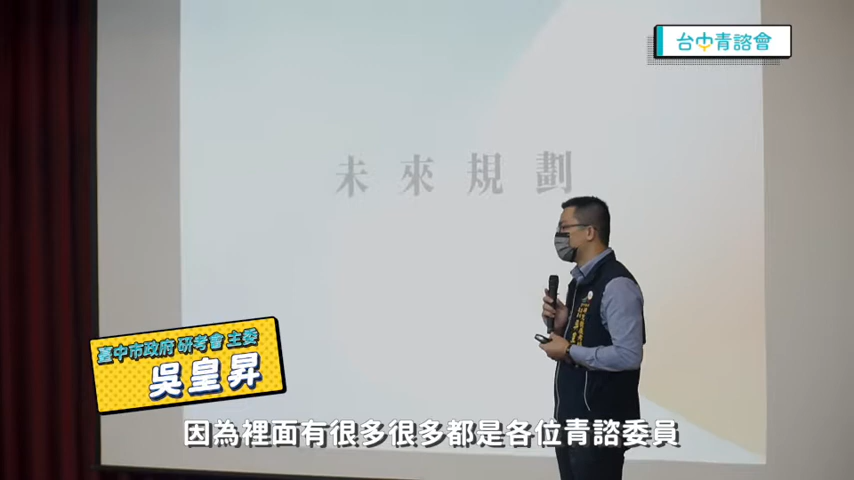 台中青諮會
未來規劃
臺中市政府 研考會 主委
吳皇昇
因為裡面有很多很多都是各位青諮委員